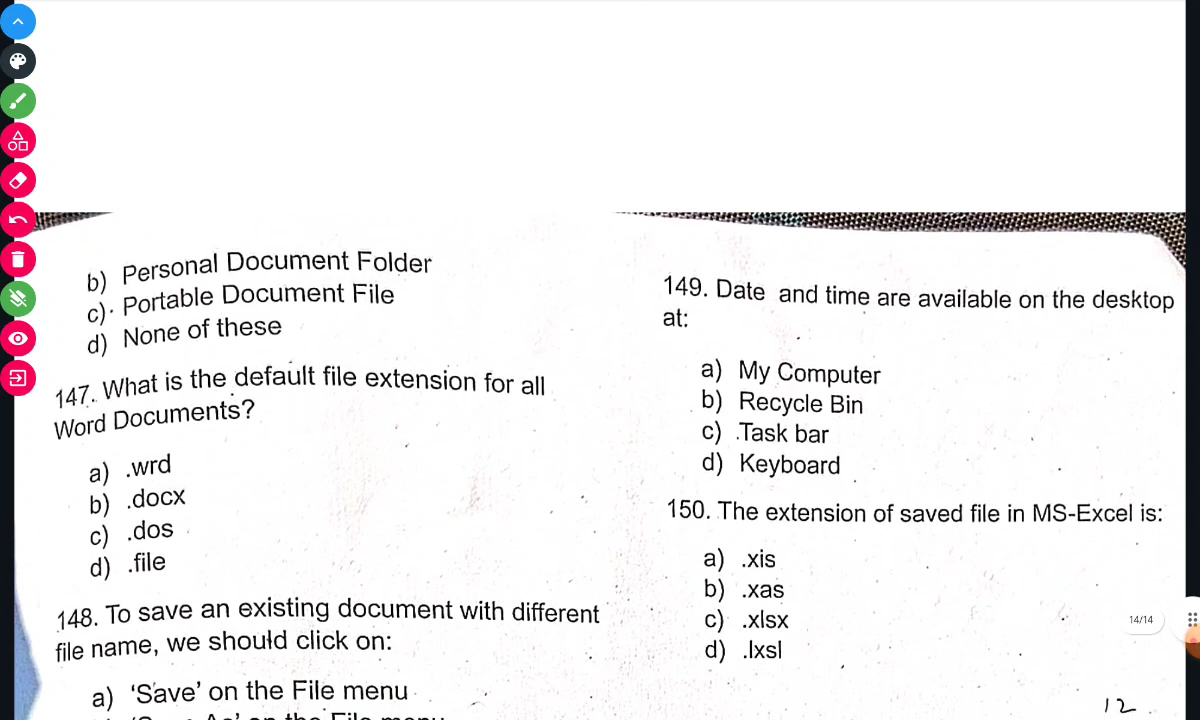 b) Personal Document Folder
c) Portable Document File
d) None of these
147. What is the default file extension for all
Word Documents?
a) .wrd
b) .docx
c) .dos
d) .file
148. To save an existing document with different
file name, we should click on:
a) ‘Save’ on the File menu
149. Date and time are available on the desktop
at:
a) My Computer
b) Recycle Bin
c) Task bar
d) Keyboard
150. The extension of saved file in MS-Excel is:
a) .xis
b) .xas
c) .xlsx
d) .lxsl
14/14
12